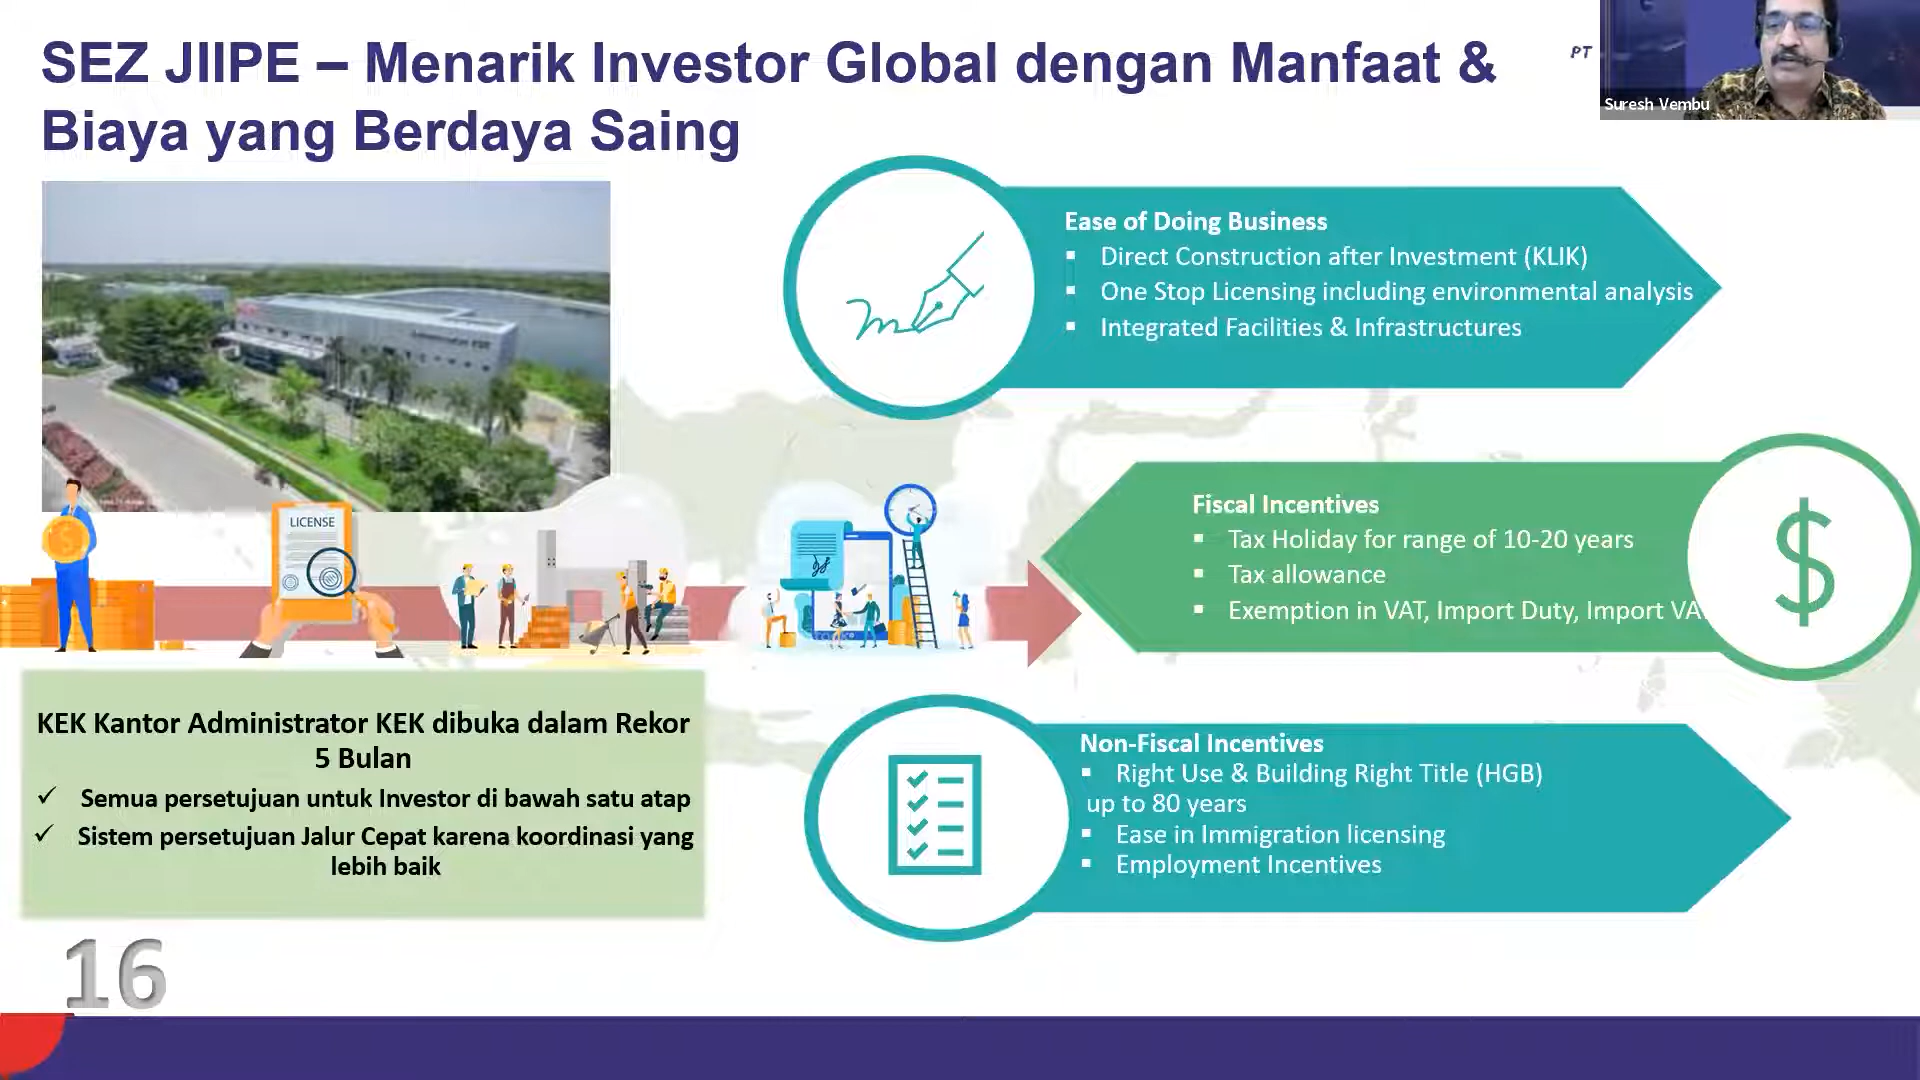 SEZ JIIPE – Menarik Investor Global dengan Manfaat &
Biaya yang Berdaya Saing
PT
Suresh Vembu
Ease of Doing Business
▪ Direct Construction after Investment (KLIK)
▪ One Stop Licensing including environmental analysis
▪ Integrated Facilities & Infrastructures
LICENSE
Fiscal Incentives
▪ Tax Holiday for range of 10-20 years
▪ Tax allowance
▪ Exemption in VAT, Import Duty, Import
KEK Kantor Administrator KEK dibuka dalam Rekor
5 Bulan
✓ Semua persetujuan untuk Investor di bawah satu atap
✓ Sistem persetujuan Jalur Cepat karena koordinasi yang
lebih baik
Non-Fiscal Incentives
▪ Right Use & Building Right Title (HGB)
up to 80 years
▪ Ease in Immigration licensing
▪ Employment Incentives
16